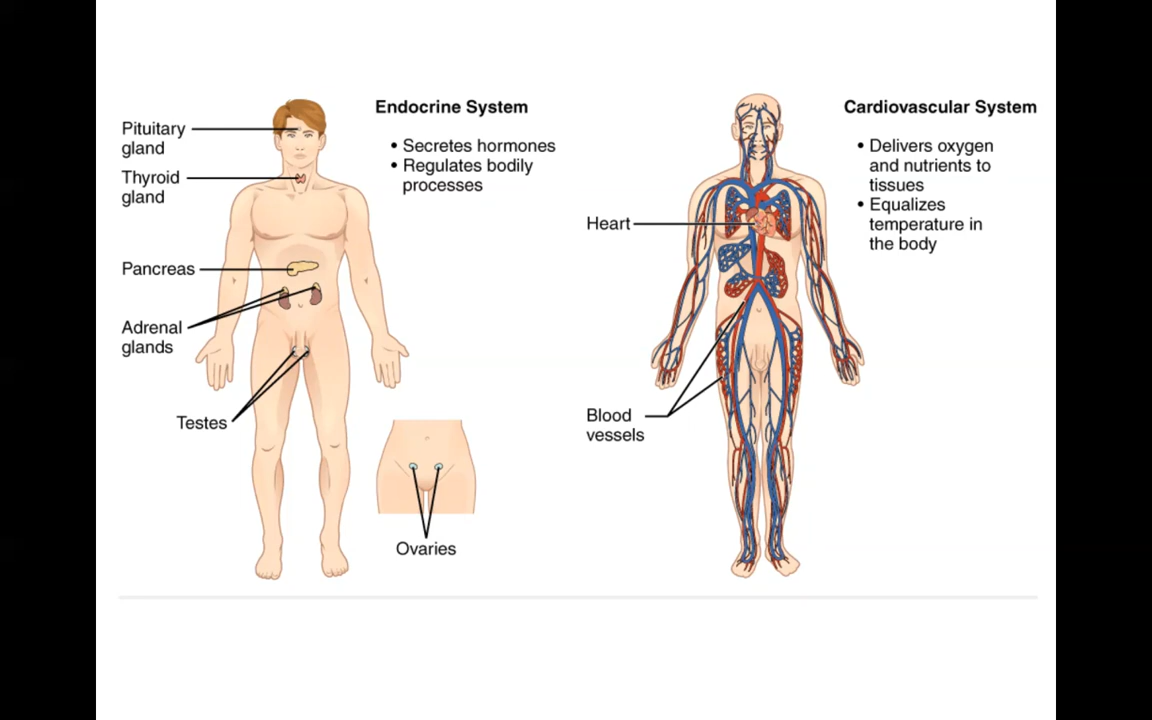 Endocrine System
Pituitary
gland
Thyroid
gland
Pancreas
Adrenal
glands
Testes
Ovaries
• Secretes hormones
• Regulates bodily
processes
Cardiovascular System
Heart
Blood
vessels
• Delivers oxygen
and nutrients to
tissues
• Equalizes
temperature in
the body